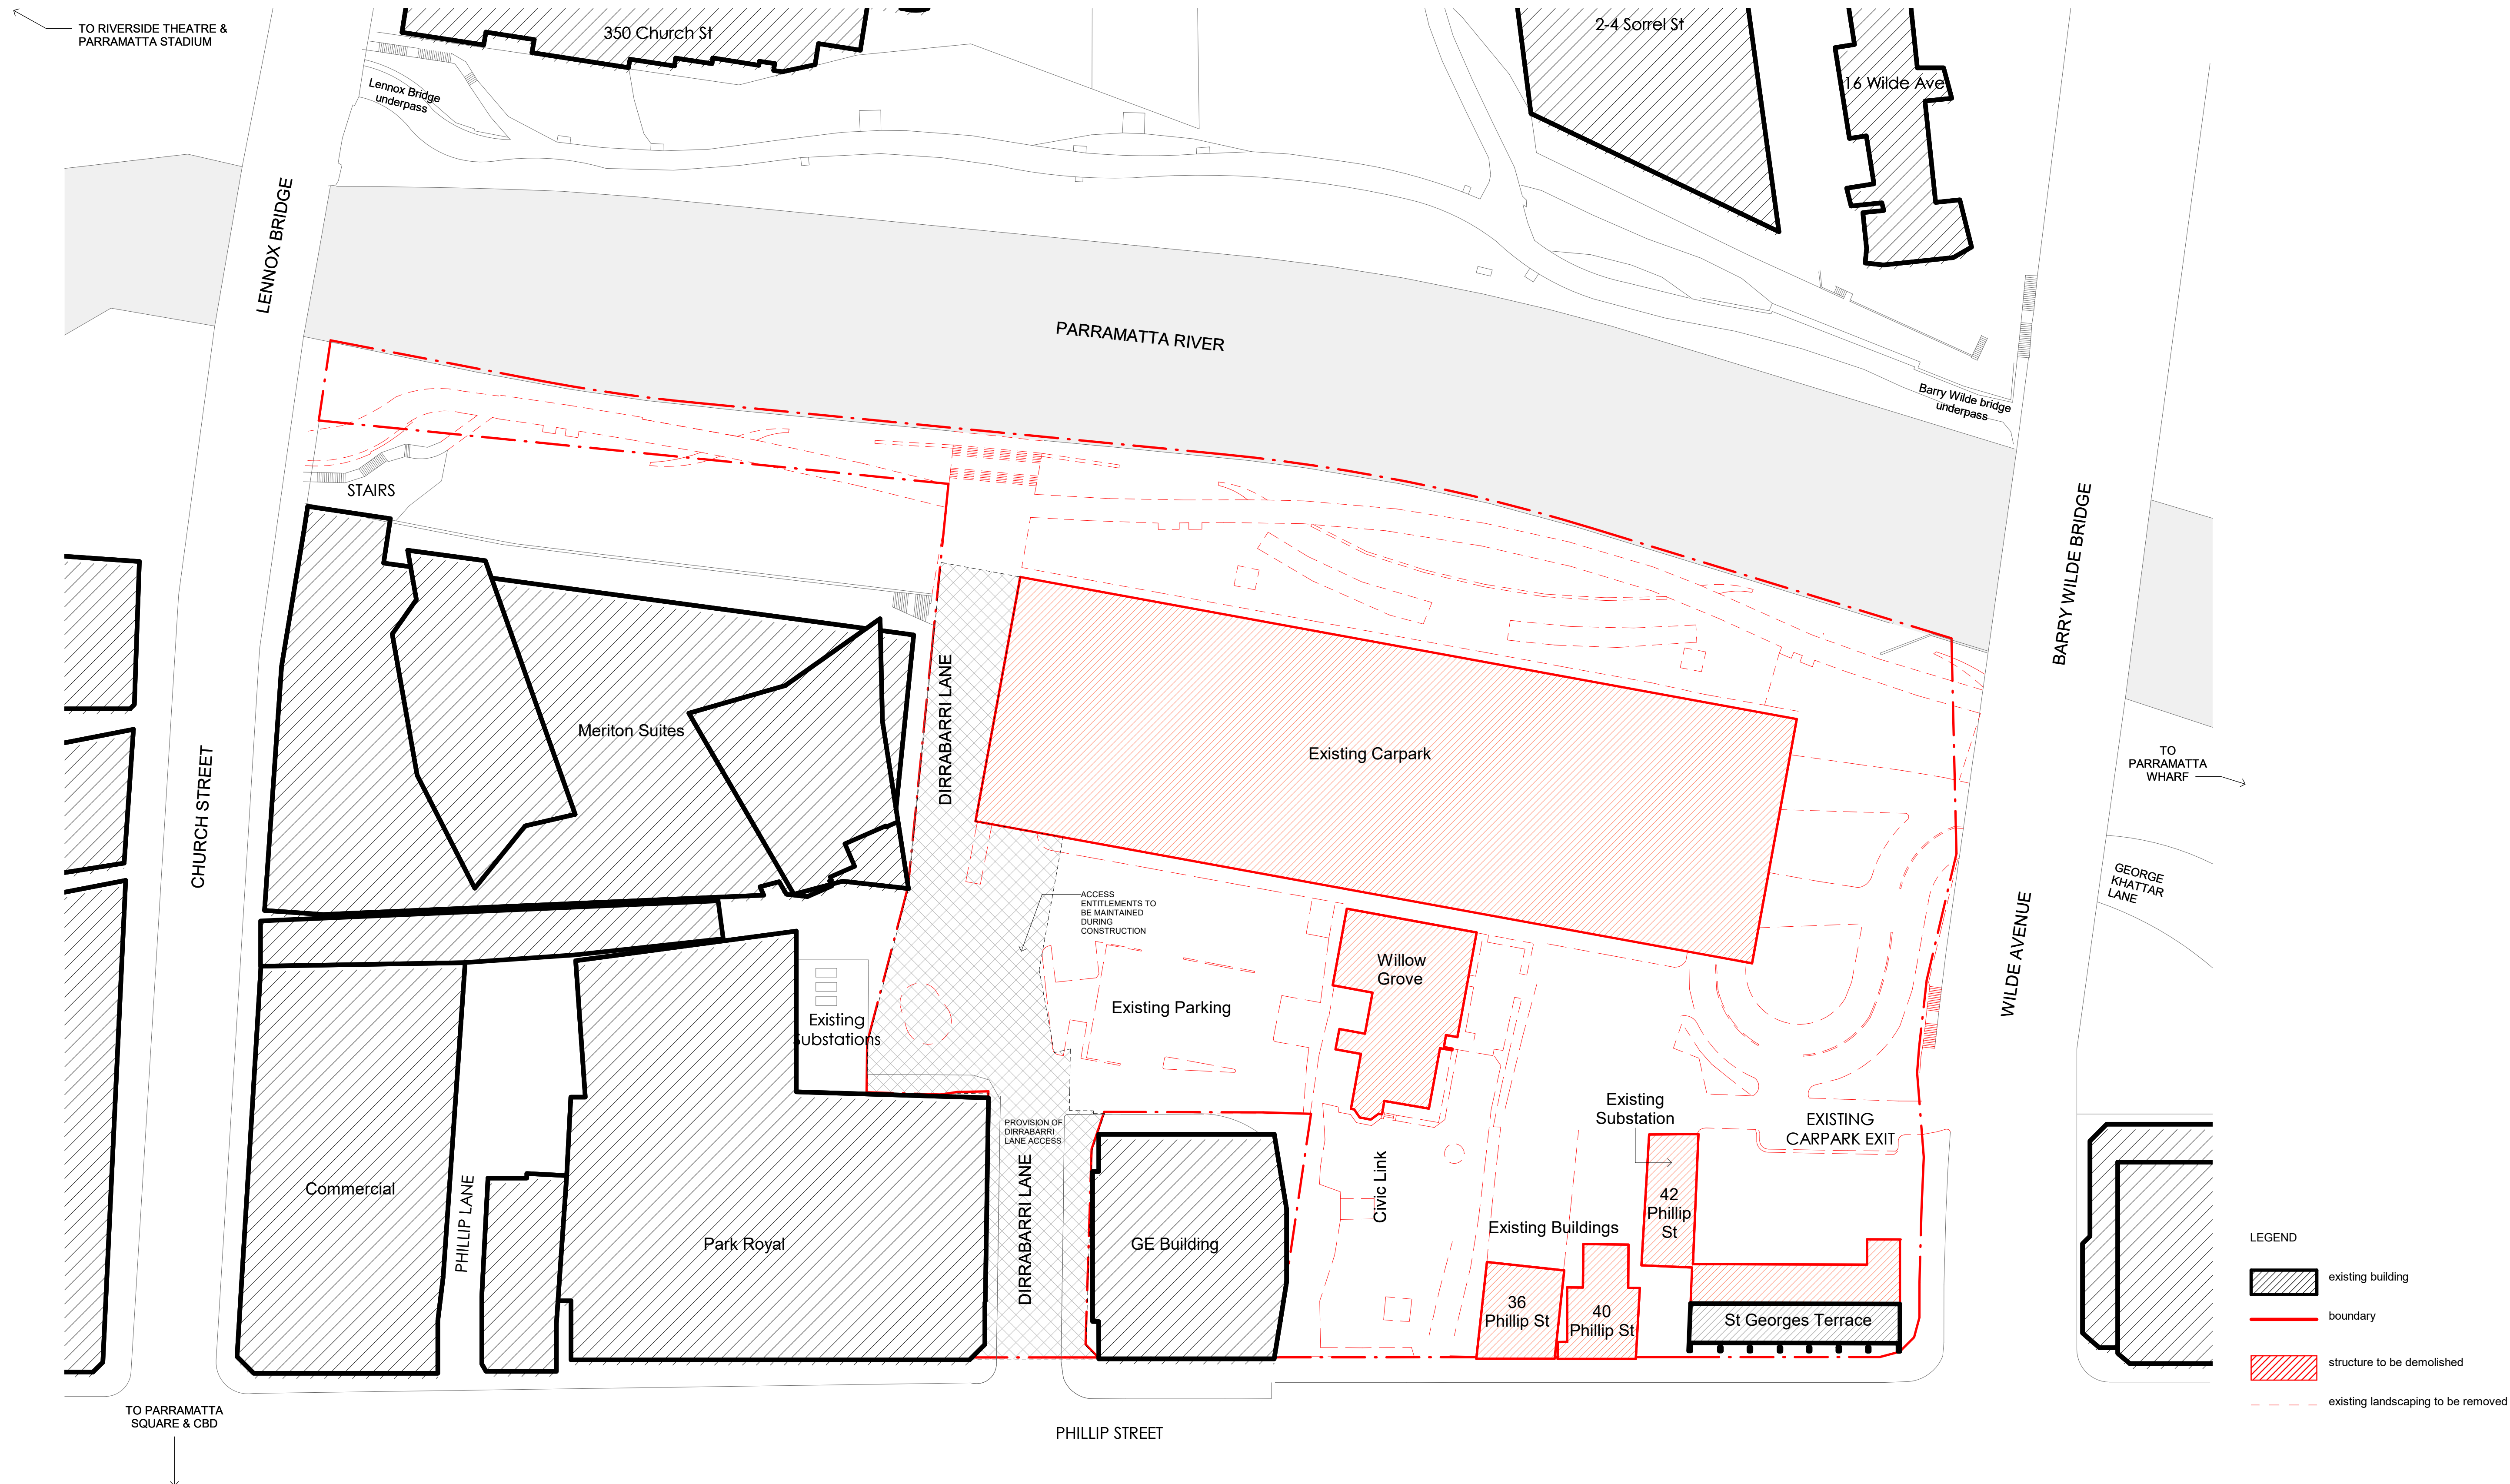 TO RIVERSIDE THEATRE &
PARRAMATTA STADIUM
350 Church St
2-4 Sorrel St
16 Wilde Ave
Lennox Bridge
underpass
LENNOX BRIDGE
PARRAMATTA RIVER
Barry Wilde bridge
underpass
STAIRS
BARRY WILDE BRIDGE
DIRRABARRI LANE
Meriton Suites
Existing Carpark
TO
PARRAMATTA
WHARF
CHURCH STREET
GEORGE
KHATTAR
LANE
ACCESS
ENTITLEMENTS TO
BE MAINTAINED
DURING
CONSTRUCTION
WILDE AVENUE
Willow
Grove
Existing Parking
Existing
Substations
Existing
Substation
EXISTING
CARPARK EXIT
PROVISION OF
DIRRABARRI
LANE ACCESS
Commercial
PHILLIP LANE
Park Royal
DIRRABARRI LANE
GE Building
Civic Link
42
Phillip
St
Existing Buildings
36
Phillip St
40
Phillip St
St Georges Terrace
LEGEND
existing building
boundary
structure to be demolished
existing landscaping to be removed
TO PARRAMATTA
SQUARE & CBD
PHILLIP STREET